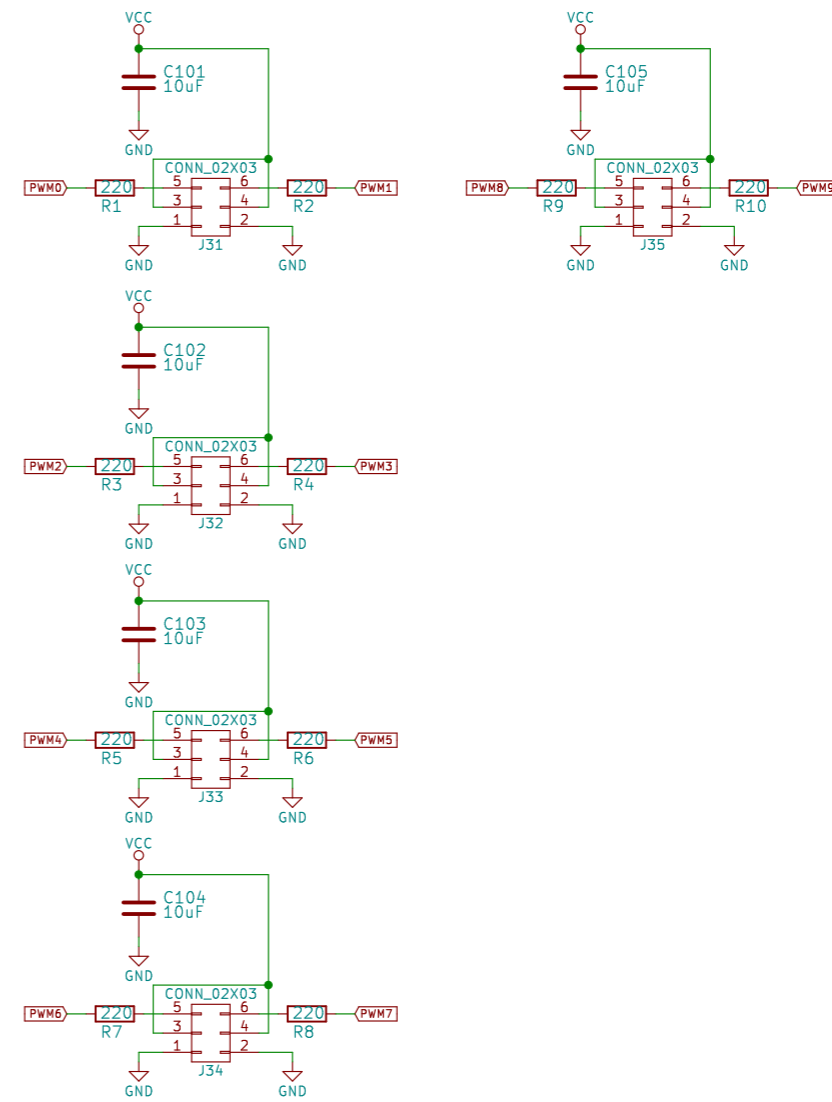 VCC
C101
10uF
GND
CONN_02X03
PWM0 220 5 6 220 PWM1
R1 3 4 R2
1 2
J31
GND GND
VCC
C105
10uF
GND
CONN_02X03
PWM8 220 5 6 220 PWM9
R9 3 4 R10
1 2
J35
GND GND
VCC
C102
10uF
GND
CONN_02X03
PWM2 220 5 6 220 PWM3
R3 3 4 R4
1 2
J32
GND GND
VCC
C103
10uF
GND
CONN_02X03
PWM4 220 5 6 220 PWM5
R5 3 4 R6
1 2
J33
GND GND
VCC
C104
10uF
GND
CONN_02X03
PWM6 220 5 6 220 PWM7
R7 3 4 R8
1 2
J34
GND GND